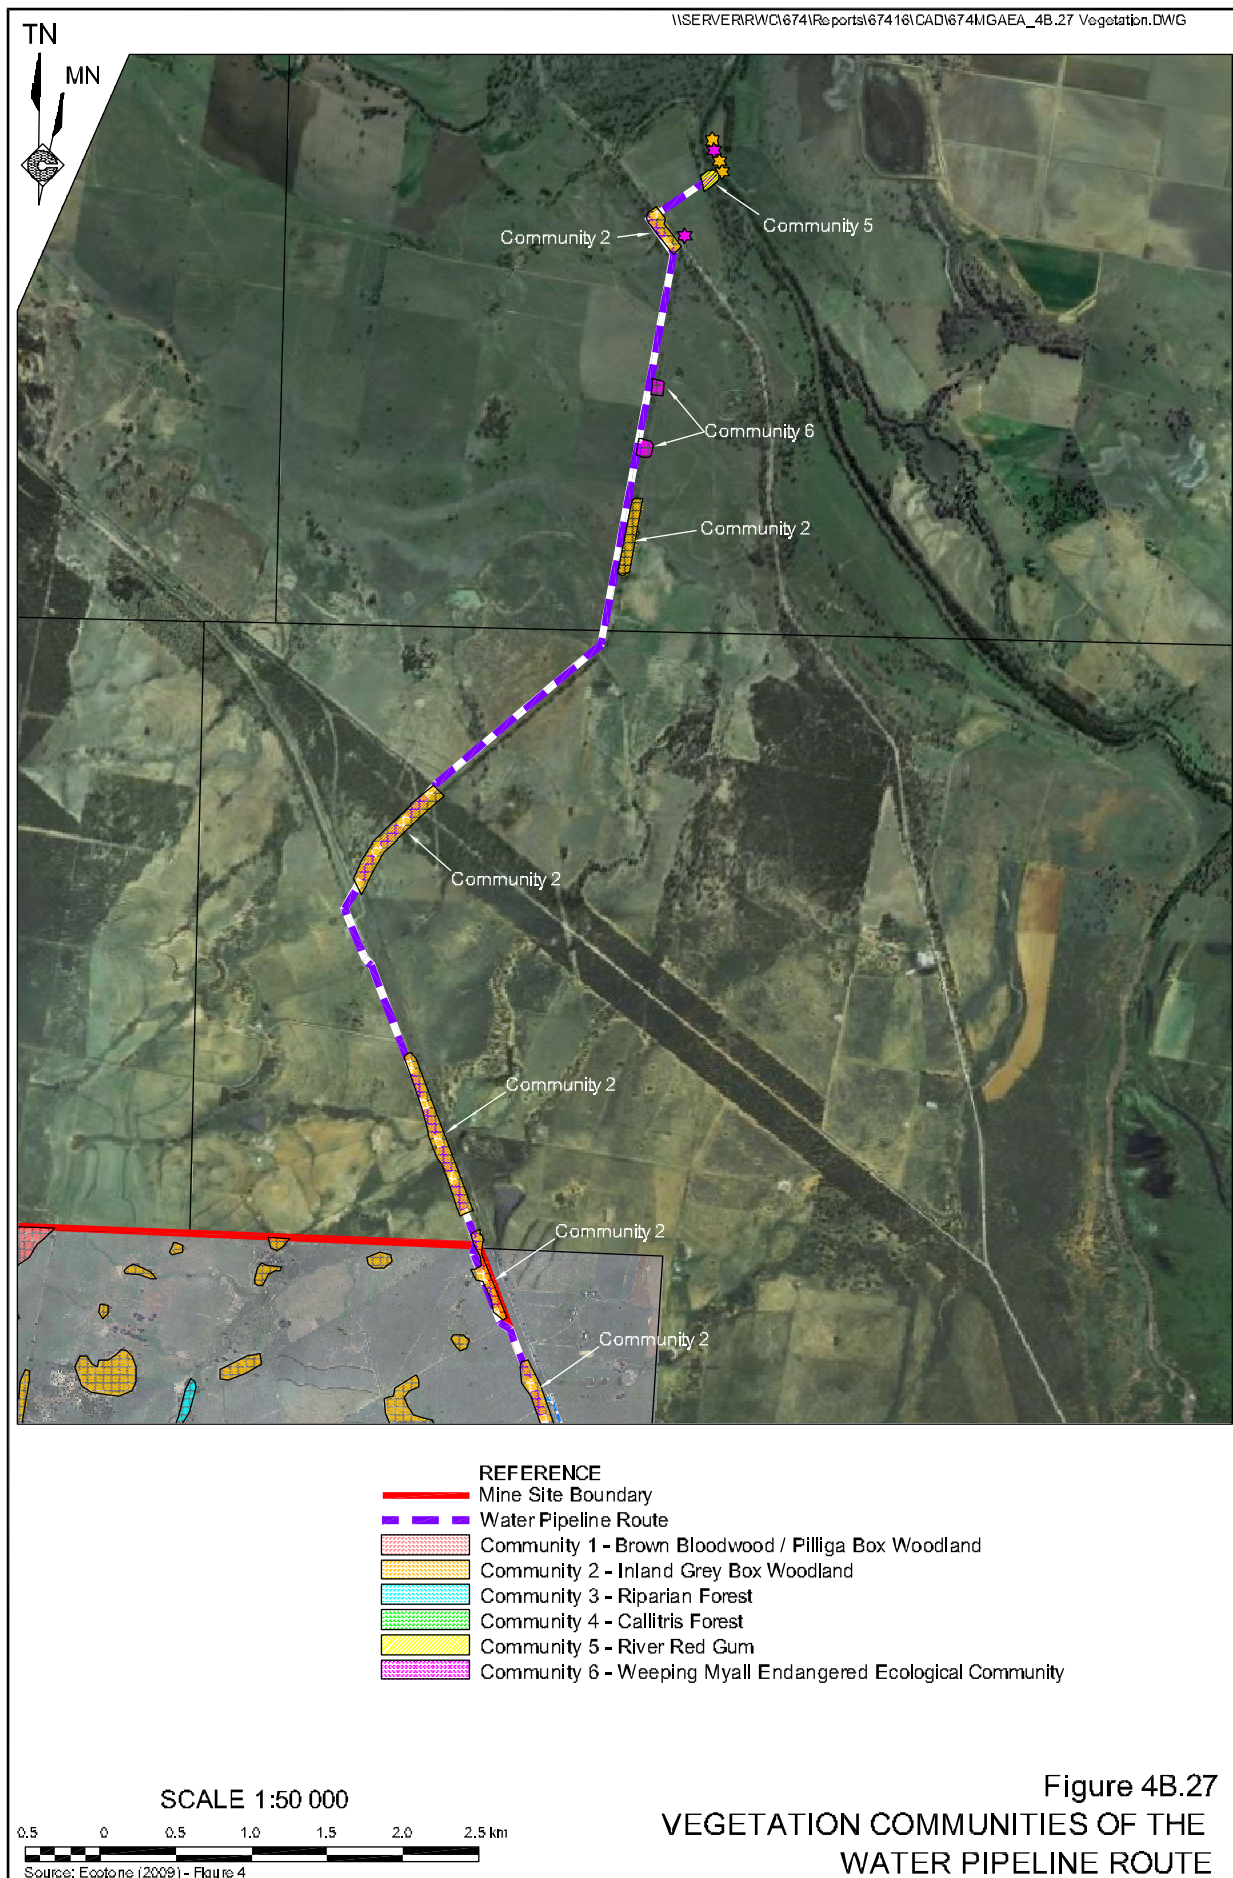 \\SERVER\RWC\674\Reports\67416\CAD\674MGAEA_4B.27 Vegetation.DWG
TN
MN
Community 5
Community 2
Community 6
Community 2
Community 2
Community 2
Community 2
Community 2
REFERENCE
Mine Site Boundary
Water Pipeline Route
Community 1 - Brown Bloodwood / Pilliga Box Woodland
Community 2 - Inland Grey Box Woodland
Community 3 - Riparian Forest
Community 4 - Callitris Forest
Community 5 - River Red Gum
Community 6 - Weeping Myall Endangered Ecological Community
SCALE 1:50 000
0.5 0 0.5 1.0 1.5 2.0 2.5 km
Source: Ecotone (2009) - Figure 4
Figure 4B.27
VEGETATION COMMUNITIES OF THE
WATER PIPELINE ROUTE